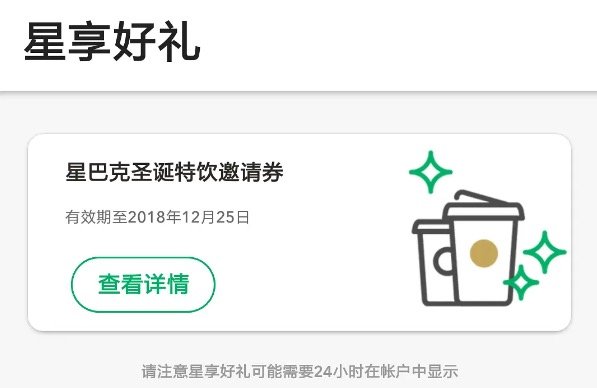 星享好礼
星巴克圣诞特饮邀请券
有效期至2018年12月25日
查看详情
请注意星享好礼可能需要24小时在帐户中显示